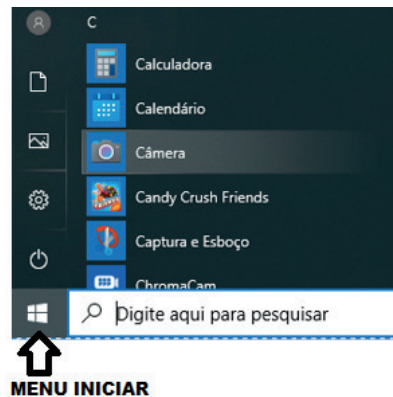 C
Calculadora
Calendário
Câmera
Candy Crush Friends
Captura e Esboço
ChromaCam
Digite aqui para pesquisar
MENU INICIAR